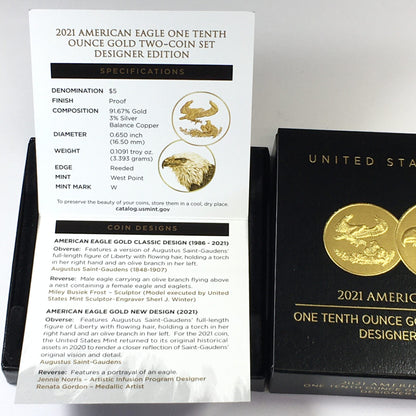 2021 AMERICAN EAGLE ONE TENTH
OUNCE GOLD TWO-COIN SET
DESIGNER EDITION
SPECIFICATIONS
DENOMINATION $5
FINISH Proof
COMPOSITION 91.67% Gold
3% Silver
Balance Copper
DIAMETER 0.650 inch
(16.50 mm)
WEIGHT 0.1091 troy oz.
(3.393 grams)
EDGE Reeded
MINT West Point
MINT MARK W
To preserve the beauty of your coins, store them in a cool, dry place.
catalog.usmint.gov
COIN DESIGNS
AMERICAN EAGLE GOLD CLASSIC DESIGN (1986 - 2021)
Obverse: Features a version of Augustus Saint-Gaudens'
full-length figure of Liberty with flowing hair, holding a torch in
her right hand and an olive branch in her left.
Augustus Saint-Gaudens (1848-1907)
Reverse: Male eagle carrying an olive branch flying above
a nest containing a female eagle and eaglets.
Miley Busiek Frost - Sculptor (Model executed by United
States Mint Sculptor-Engraver Sherl J. Winter)
AMERICAN EAGLE GOLD NEW DESIGN (2021)
Obverse: Features Augustus Saint-Gaudens' full-length
figure of Liberty with flowing hair, holding a torch in her
right hand and an olive branch in her left. For the 2021 coin,
the United States Mint returned to its original historical
assets in 2020 to render a closer reflection of Saint-Gaudens'
original vision and detail.
Augustus Saint-Gaudens
Reverse: Features a portrayal of an eagle.
Jennie Norris - Artistic Infusion Program Designer
Renata Gordon - Medallic Artist
UNITED STA
2021 AMERICA
ONE TENTH OUNCE GO
DESIGNER
2021 AMERIC
ONE TENTH OUNCE
DESIGN